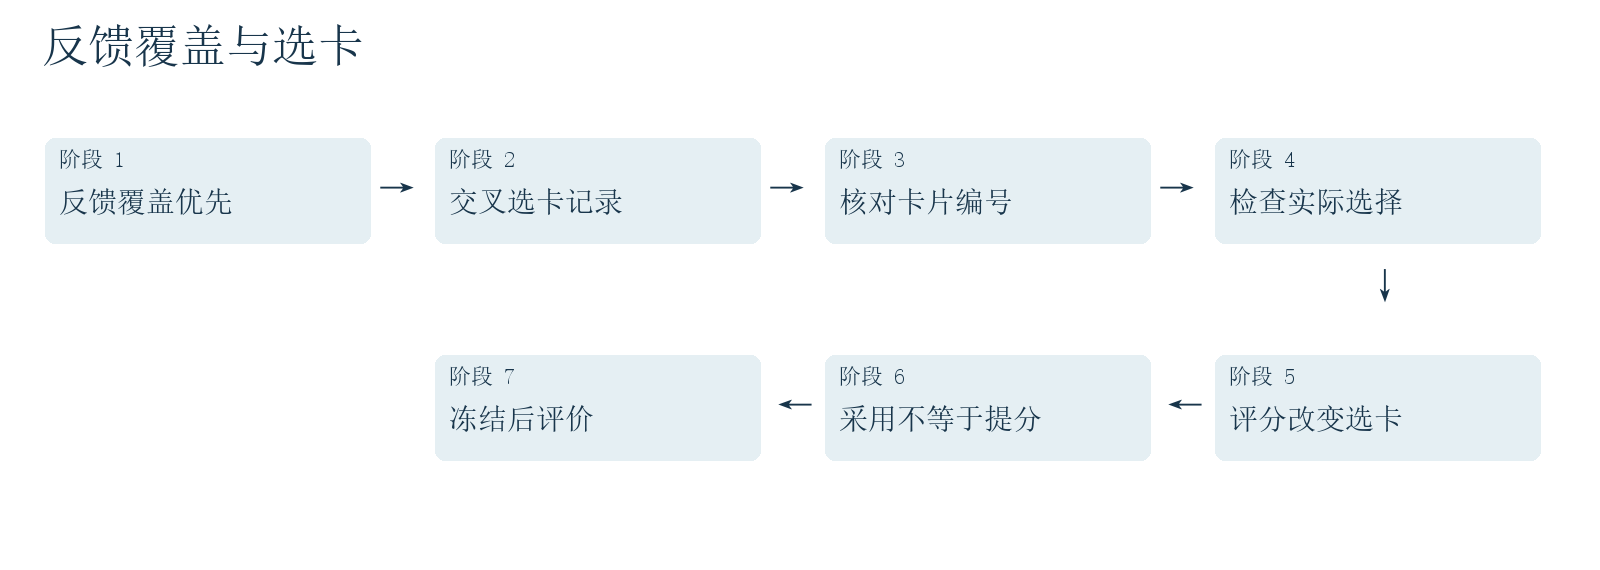 反馈覆盖与选卡
阶段 1
反馈覆盖优先
阶段 2
交叉选卡记录
阶段 3
核对卡片编号
阶段 4
检查实际选择
阶段 5
评分改变选卡
阶段 6
采用不等于提分
阶段 7
冻结后评价